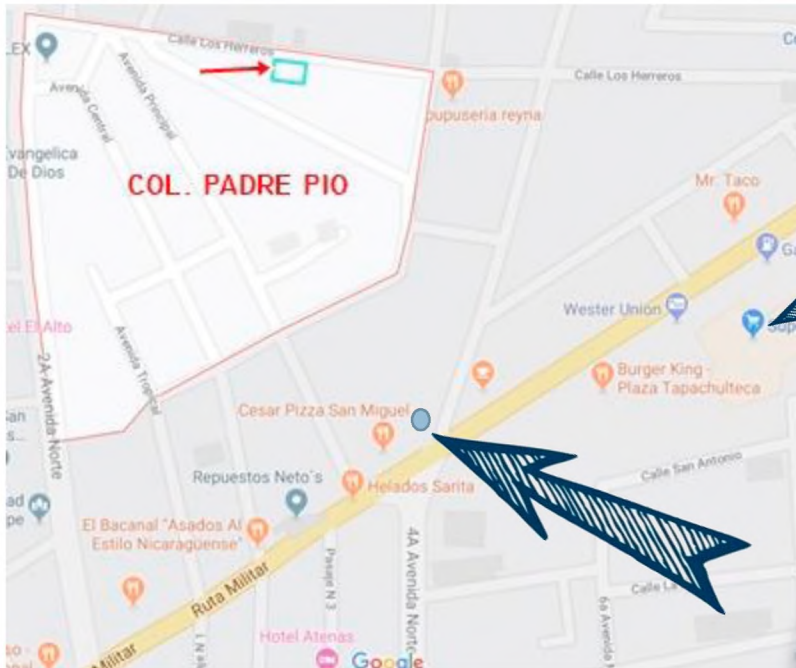 Calle Los Herreros
Calle Los Herreros
pupuseria reyna
Avenida Central
Avenida Principal
De Dios
COL. PADRE PIO
Mr. Taco
Wester Union
Burger King -
Plaza Tapachulteca
2A Avenida Norte
Avenida Tropical
Cesar Pizza San Miguel
Repuestos Neto´s
Helados Sarita
Calle San Antonio
El Bacanal "Asados Al
Estilo Nicaragüense"
Ruta Militar
Pasaje N 3
4A Avenida Norte
Hotel Atenas
Militar
Google